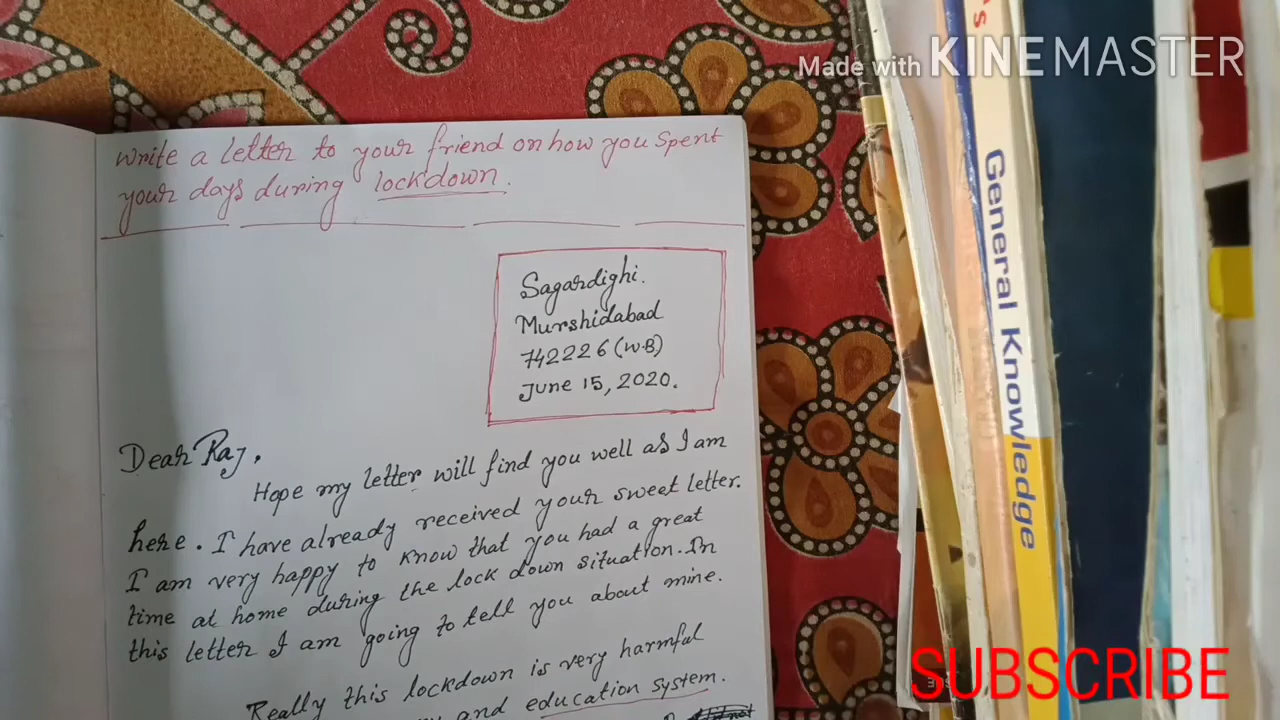 Made with KINEMASTER
write a letter to your friend on how you spent
your days during lockdown.
Sagardighi.
Murshidabad
742226 (W.B)
June 15, 2020.
Dear Raj,
Hope my letter will find you well as I am
here. I have already received your sweet letter.
I am very happy to know that you had a great
time at home during the lock down situation. In
this letter I am going to tell you about mine.
Really this lockdown is very harmful
and education system.
General Knowledge
SUBSCRIBE